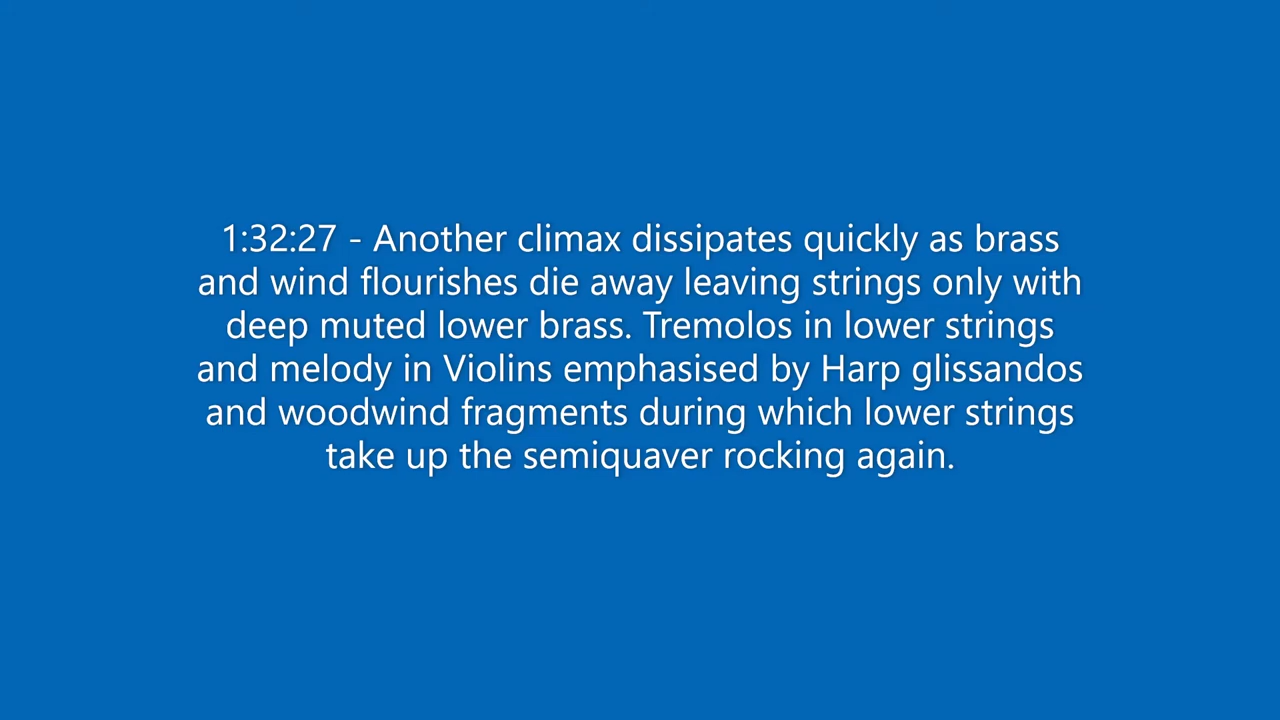 1:32:27 - Another climax dissipates quickly as brass
and wind flourishes die away leaving strings only with
deep muted lower brass. Tremolos in lower strings
and melody in Violins emphasised by Harp glissandos
and woodwind fragments during which lower strings
take up the semiquaver rocking again.